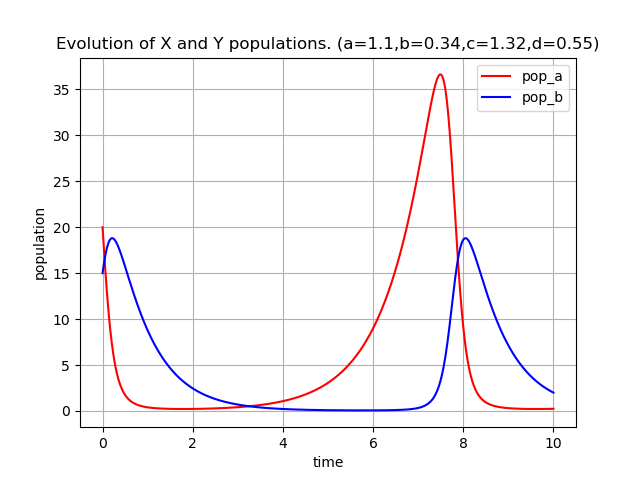 Evolution of X and Y populations. (a=1.1,b=0.34,c=1.32,d=0.55)
pop_a
pop_b
35
30
25
20
15
10
5
0
population
0 2 4 6 8 10
time